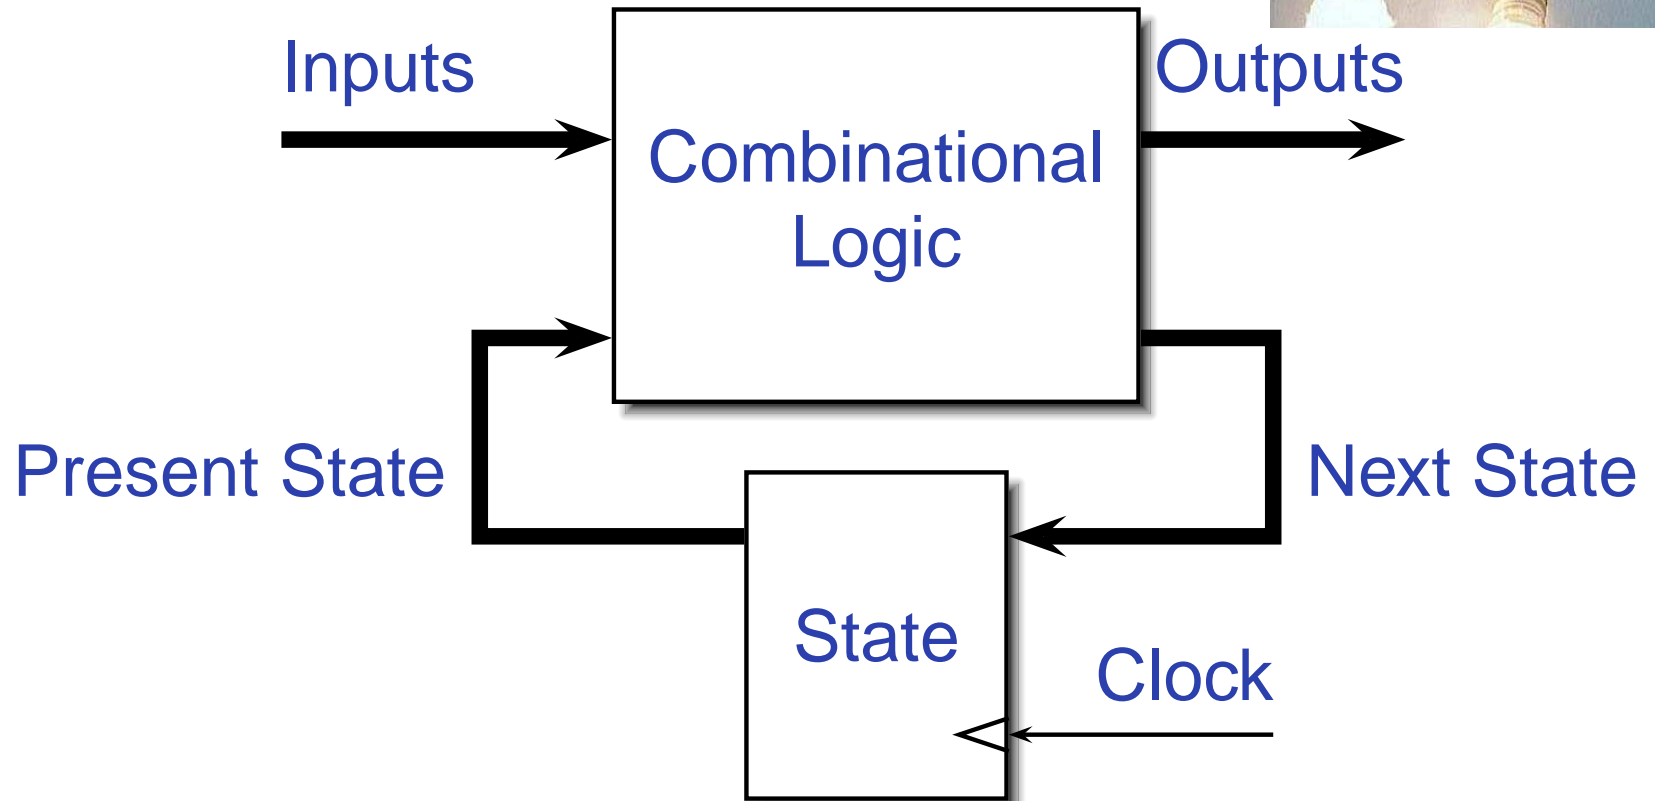 Inputs
Outputs
Combinational
Logic
Present State
Next State
State
Clock